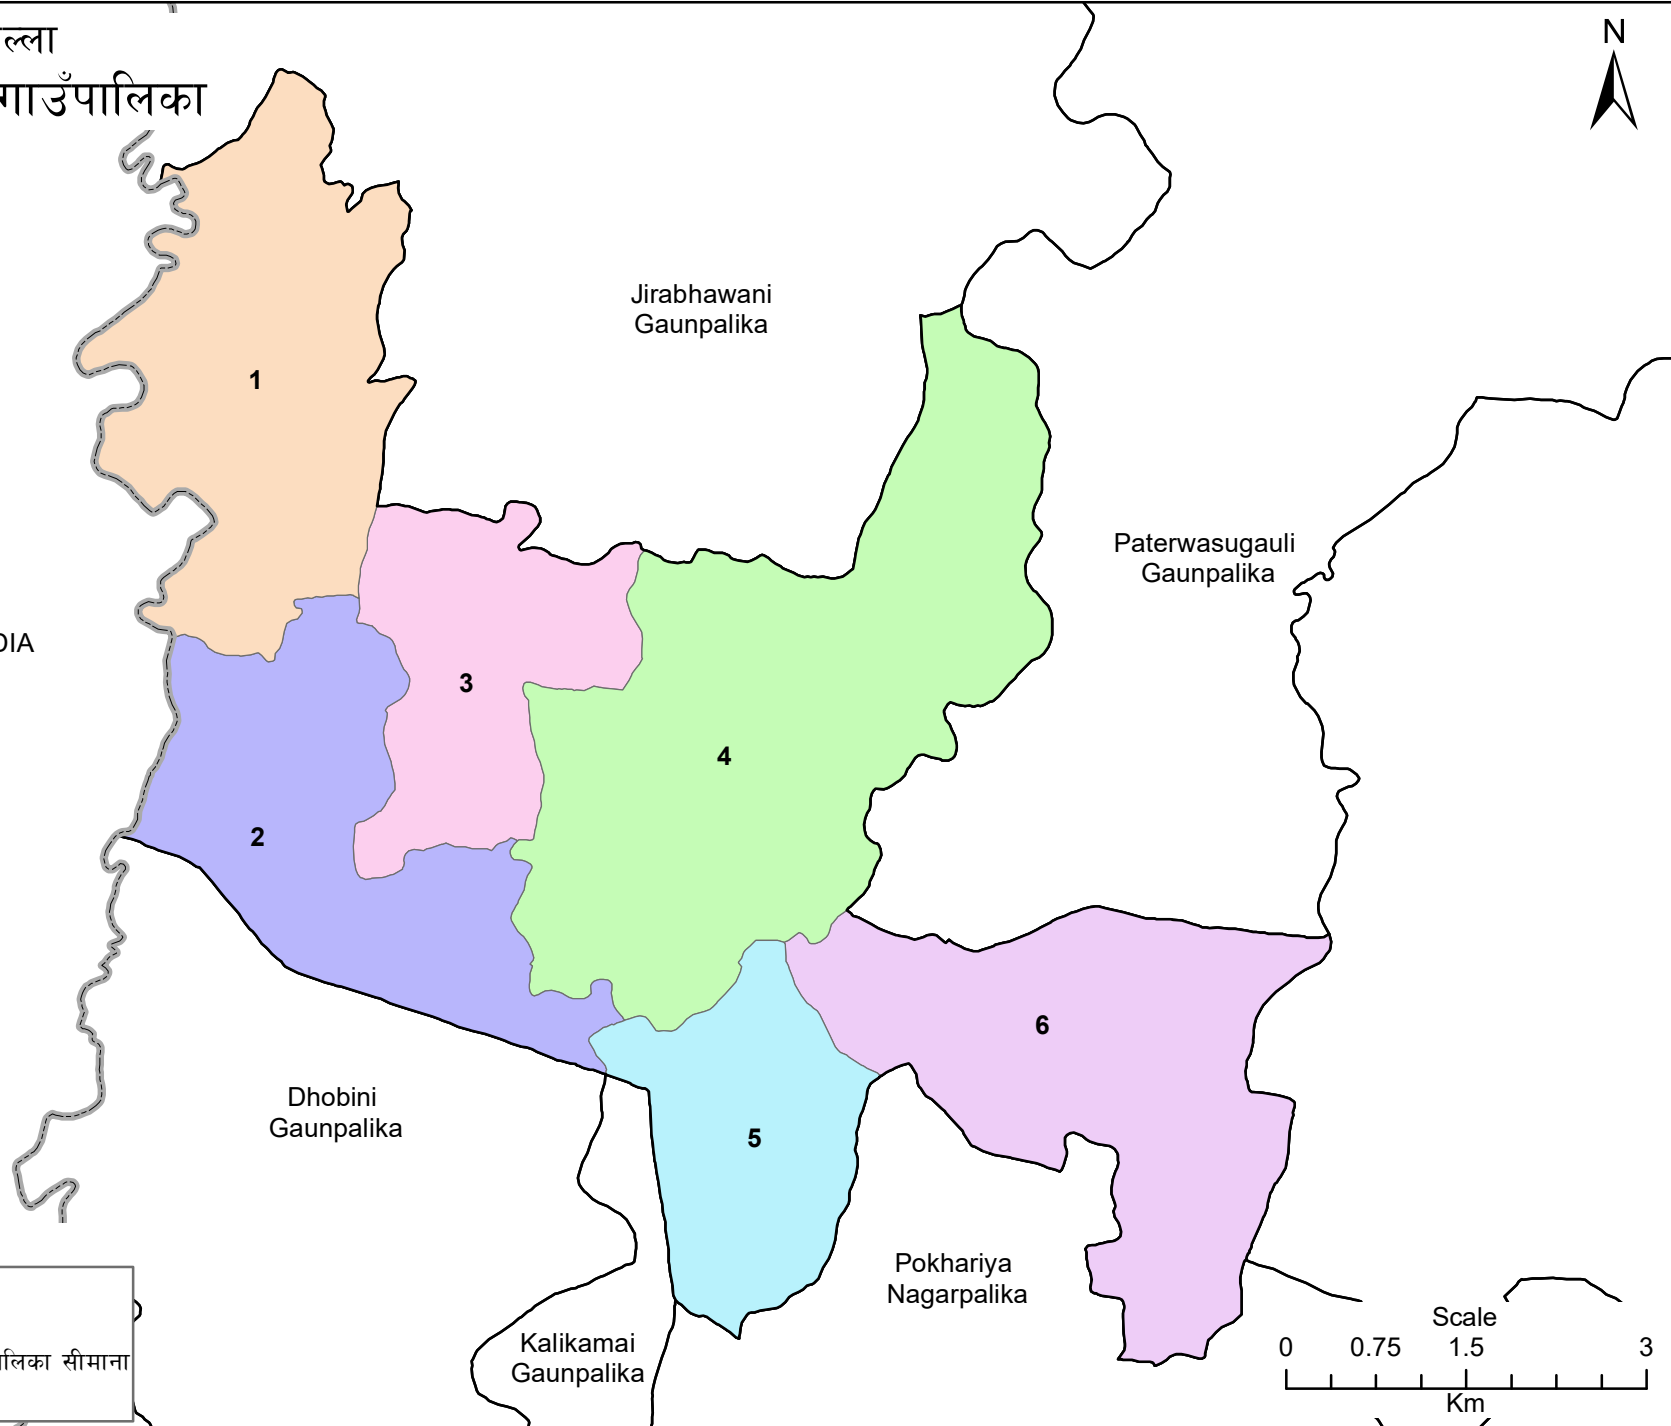 गाउँपालिका
N
Jirabhawani
Gaunpalika
1
Paterwasugauli
Gaunpalika
3
4
2
6
Dhobini
Gaunpalika
5
Pokhariya
Nagarpalika
Kalikamai
Gaunpalika
सीमाना
Scale
0 0.75 1.5 3
Km